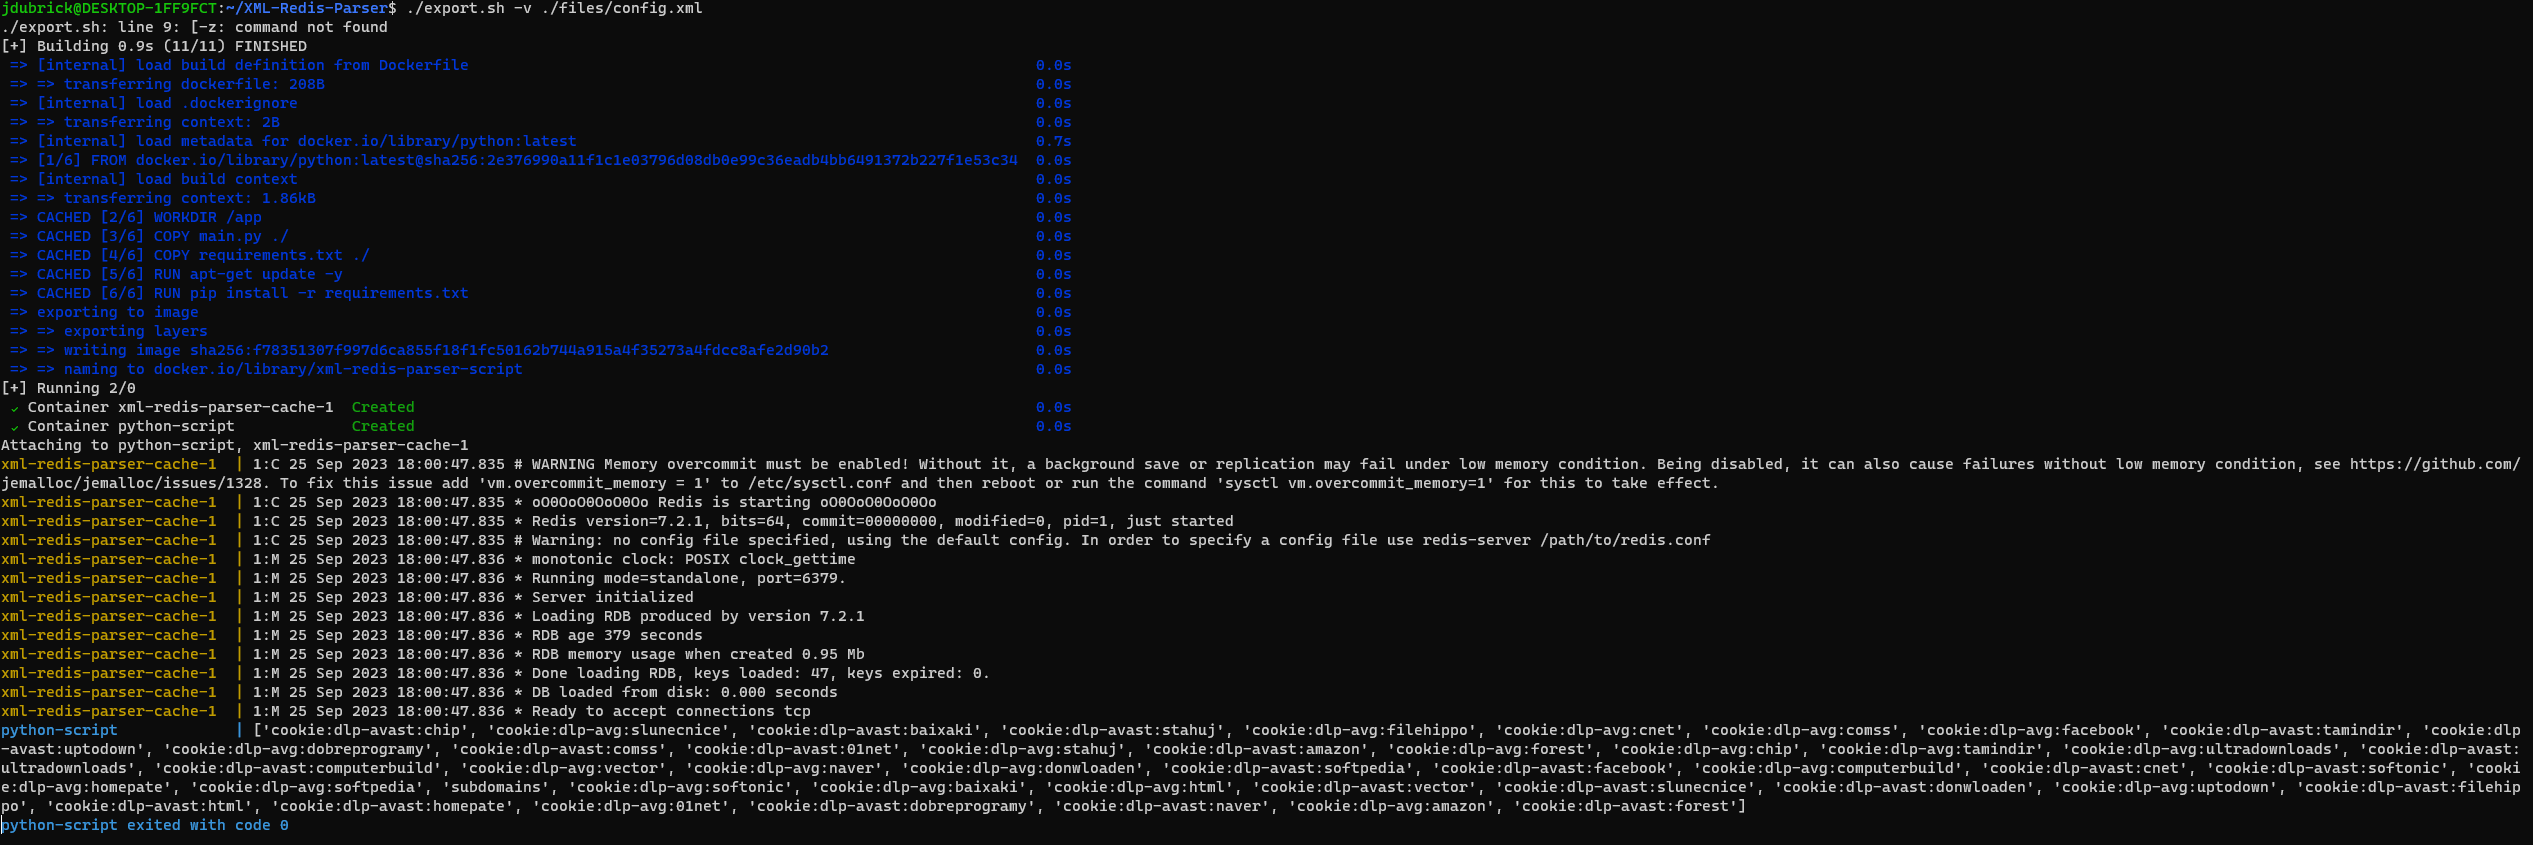 jdubrick@DESKTOP-1FF9FCT:~/XML-Redis-Parser$ ./export.sh -v ./files/config.xml
./export.sh: line 9: [-z: command not found
[+] Building 0.9s (11/11) FINISHED
=> [internal] load build definition from Dockerfile 0.0s
=> => transferring dockerfile: 208B 0.0s
=> [internal] load .dockerignore 0.0s
=> => transferring context: 2B 0.0s
=> [internal] load metadata for docker.io/library/python:latest 0.7s
=> [1/6] FROM docker.io/library/python:latest@sha256:2e376990a11f1c1e03796d08db0e99c36eadb4bb6491372b227f1e53c34 0.0s
=> [internal] load build context 0.0s
=> => transferring context: 1.86kB 0.0s
=> CACHED [2/6] WORKDIR /app 0.0s
=> CACHED [3/6] COPY main.py ./ 0.0s
=> CACHED [4/6] COPY requirements.txt ./ 0.0s
=> CACHED [5/6] RUN apt-get update -y 0.0s
=> CACHED [6/6] RUN pip install -r requirements.txt 0.0s
=> exporting to image 0.0s
=> => exporting layers 0.0s
=> => writing image sha256:f78351307f997d6ca855f18f1fc50162b744a915a4f35273a4fdcc8afe2d90b2 0.0s
=> => naming to docker.io/library/xml-redis-parser-script 0.0s
[+] Running 2/0
✓ Container xml-redis-parser-cache-1 Created 0.0s
✓ Container python-script Created 0.0s
Attaching to python-script, xml-redis-parser-cache-1
xml-redis-parser-cache-1 | 1:C 25 Sep 2023 18:00:47.835 # WARNING Memory overcommit must be enabled! Without it, a background save or replication may fail under low memory condition. Being disabled, it can also cause failures without low memory condition, see https://github.com/
jemalloc/jemalloc/issues/1328. To fix this issue add 'vm.overcommit_memory = 1' to /etc/sysctl.conf and then reboot or run the command 'sysctl vm.overcommit_memory=1' for this to take effect.
xml-redis-parser-cache-1 | 1:C 25 Sep 2023 18:00:47.835 * oO0OoO0OoO0Oo Redis is starting oO0OoO0OoO0Oo
xml-redis-parser-cache-1 | 1:C 25 Sep 2023 18:00:47.835 * Redis version=7.2.1, bits=64, commit=00000000, modified=0, pid=1, just started
xml-redis-parser-cache-1 | 1:C 25 Sep 2023 18:00:47.835 # Warning: no config file specified, using the default config. In order to specify a config file use redis-server /path/to/redis.conf
xml-redis-parser-cache-1 | 1:M 25 Sep 2023 18:00:47.836 * monotonic clock: POSIX clock_gettime
xml-redis-parser-cache-1 | 1:M 25 Sep 2023 18:00:47.836 * Running mode=standalone, port=6379.
xml-redis-parser-cache-1 | 1:M 25 Sep 2023 18:00:47.836 * Server initialized
xml-redis-parser-cache-1 | 1:M 25 Sep 2023 18:00:47.836 * Loading RDB produced by version 7.2.1
xml-redis-parser-cache-1 | 1:M 25 Sep 2023 18:00:47.836 * RDB age 379 seconds
xml-redis-parser-cache-1 | 1:M 25 Sep 2023 18:00:47.836 * RDB memory usage when created 0.95 Mb
xml-redis-parser-cache-1 | 1:M 25 Sep 2023 18:00:47.836 * Done loading RDB, keys loaded: 47, keys expired: 0.
xml-redis-parser-cache-1 | 1:M 25 Sep 2023 18:00:47.836 * DB loaded from disk: 0.000 seconds
xml-redis-parser-cache-1 | 1:M 25 Sep 2023 18:00:47.836 * Ready to accept connections tcp
python-script | ['cookie:dlp-avast:chip', 'cookie:dlp-avg:slunecnice', 'cookie:dlp-avast:baixaki', 'cookie:dlp-avast:stahuj', 'cookie:dlp-avg:filehippo', 'cookie:dlp-avg:cnet', 'cookie:dlp-avg:comss', 'cookie:dlp-avg:facebook', 'cookie:dlp-avast:tamindir', 'cookie:dlp
-avast:uptodown', 'cookie:dlp-avg:dobreprogramy', 'cookie:dlp-avast:comss', 'cookie:dlp-avast:01net', 'cookie:dlp-avg:stahuj', 'cookie:dlp-avast:amazon', 'cookie:dlp-avg:forest', 'cookie:dlp-avg:chip', 'cookie:dlp-avg:tamindir', 'cookie:dlp-avg:ultradownloads', 'cookie:dlp-avast:
ultradownloads', 'cookie:dlp-avast:computerbuild', 'cookie:dlp-avg:vector', 'cookie:dlp-avg:naver', 'cookie:dlp-avg:donwloaden', 'cookie:dlp-avast:softpedia', 'cookie:dlp-avast:facebook', 'cookie:dlp-avg:computerbuild', 'cookie:dlp-avast:cnet', 'cookie:dlp-avast:softonic', 'cooki
e:dlp-avg:homepate', 'cookie:dlp-avg:softpedia', 'subdomains', 'cookie:dlp-avg:softonic', 'cookie:dlp-avg:baixaki', 'cookie:dlp-avg:html', 'cookie:dlp-avast:vector', 'cookie:dlp-avast:slunecnice', 'cookie:dlp-avast:donwloaden', 'cookie:dlp-avg:uptodown', 'cookie:dlp-avast:filehip
po', 'cookie:dlp-avast:html', 'cookie:dlp-avast:homepate', 'cookie:dlp-avg:01net', 'cookie:dlp-avast:dobreprogramy', 'cookie:dlp-avast:naver', 'cookie:dlp-avg:amazon', 'cookie:dlp-avast:forest']
python-script exited with code 0